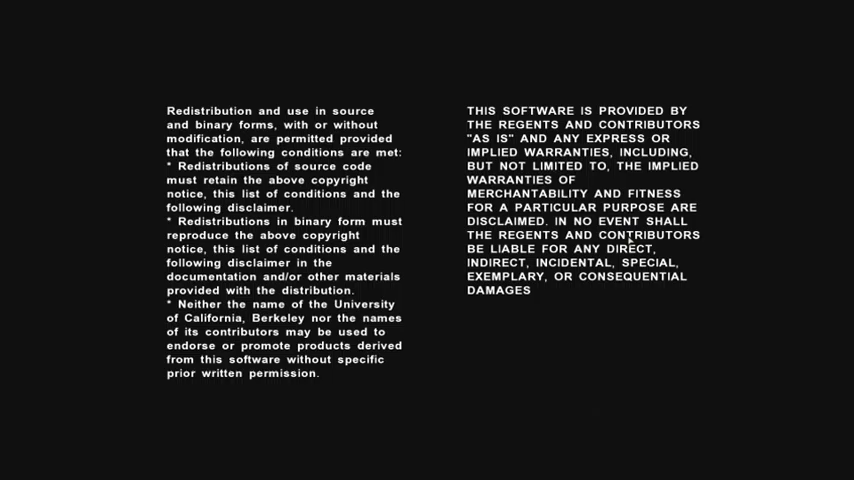 Redistribution and use in source
and binary forms, with or without
modification, are permitted provided
that the following conditions are met:
* Redistributions of source code
must retain the above copyright
notice, this list of conditions and the
following disclaimer.
* Redistributions in binary form must
reproduce the above copyright
notice, this list of conditions and the
following disclaimer in the
documentation and/or other materials
provided with the distribution.
* Neither the name of the University
of California, Berkeley nor the names
of its contributors may be used to
endorse or promote products derived
from this software without specific
prior written permission.
THIS SOFTWARE IS PROVIDED BY
THE REGENTS AND CONTRIBUTORS
"AS IS" AND ANY EXPRESS OR
IMPLIED WARRANTIES, INCLUDING,
BUT NOT LIMITED TO, THE IMPLIED
WARRANTIES OF
MERCHANTABILITY AND FITNESS
FOR A PARTICULAR PURPOSE ARE
DISCLAIMED. IN NO EVENT SHALL
THE REGENTS AND CONTRIBUTORS
BE LIABLE FOR ANY DIRECT,
INDIRECT, INCIDENTAL, SPECIAL,
EXEMPLARY, OR CONSEQUENTIAL
DAMAGES